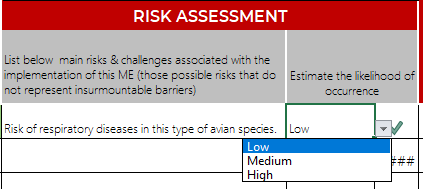 RISK ASSESSMENT
List below main risks & challenges associated with the
implementation of this ME (those possible risks that do
not represent insurmountable barriers)
Estimate the likelihood of
occurrence
Risk of respiratory diseases in this type of avian species.
Low
Low
Medium
High
###